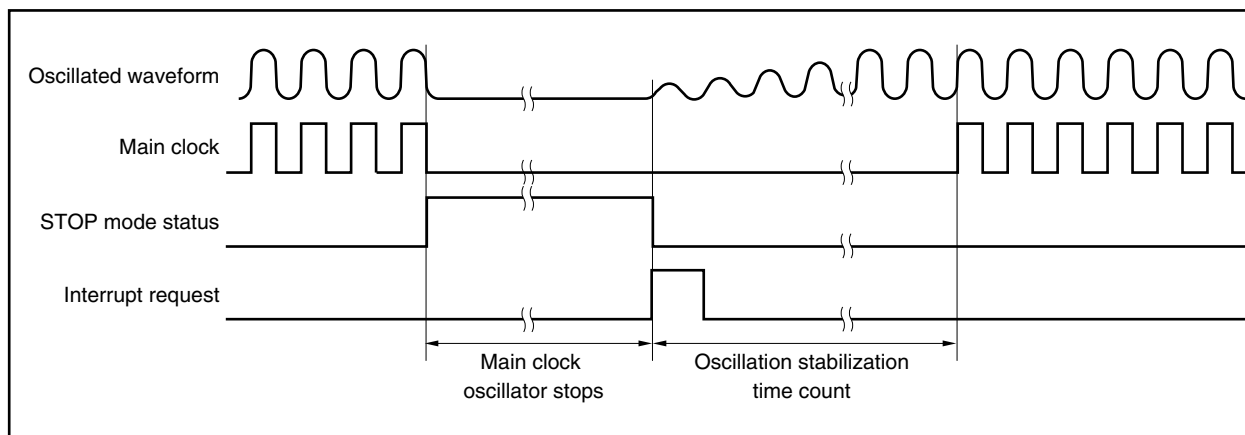 Oscillated waveform
Main clock
STOP mode status
Interrupt request
Main clock
oscillator stops
Oscillation stabilization
time count